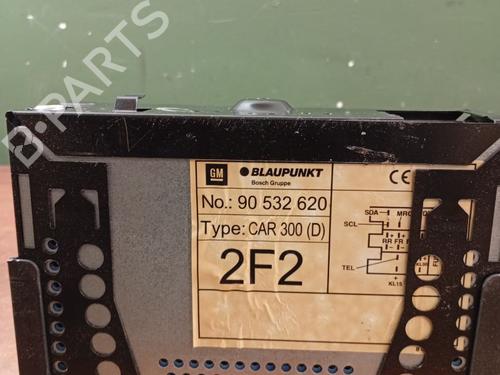 B-PARTS
GM BLAUPUNKT
Bosch Gruppe
No.: 90 532 620
Type: CAR 300 (D)
2F2
CE
SDA
SCL
RR FR
TEL
+
KL15